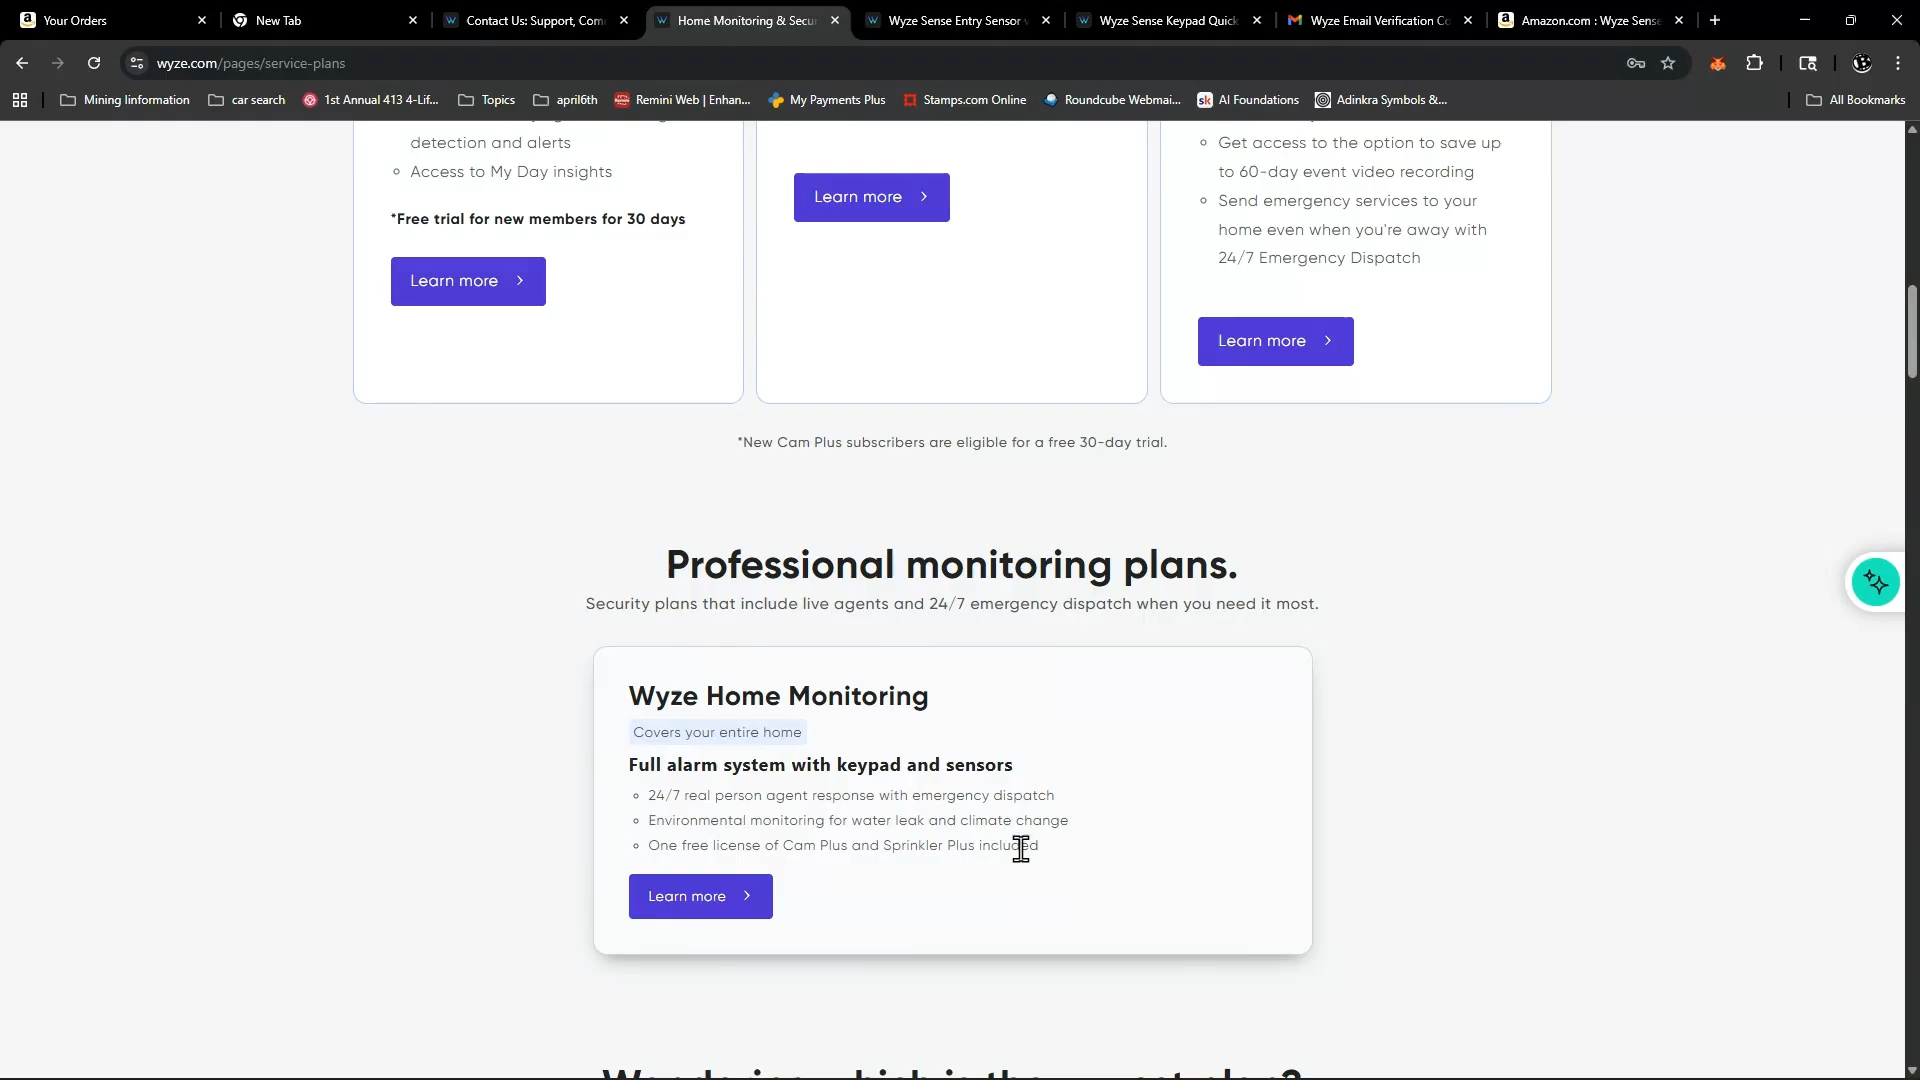 Your Orders
New Tab
Contact Us: Support, Com
Home Monitoring & Secu
Wyze Sense Entry Sensor v
Wyze Sense Keypad Quick
Wyze Email Verification Co
Amazon.com : Wyze Sense
wyze.com/pages/service-plans
Mining Iinformation
car search
1st Annual 413 4-Lif...
Topics
april6th
Remini Web | Enhan...
My Payments Plus
Stamps.com Online
Roundcube Webmai...
AI Foundations
Adinkra Symbols &...
All Bookmarks
detection and alerts
Access to My Day insights
*Free trial for new members for 30 days
Learn more
Learn more
Get access to the option to save up
to 60-day event video recording
Send emergency services to your
home even when you're away with
24/7 Emergency Dispatch
Learn more
*New Cam Plus subscribers are eligible for a free 30-day trial.
Professional monitoring plans.
Security plans that include live agents and 24/7 emergency dispatch when you need it most.
Wyze Home Monitoring
Covers your entire home
Full alarm system with keypad and sensors
24/7 real person agent response with emergency dispatch
Environmental monitoring for water leak and climate change
One free license of Cam Plus and Sprinkler Plus included
Learn more